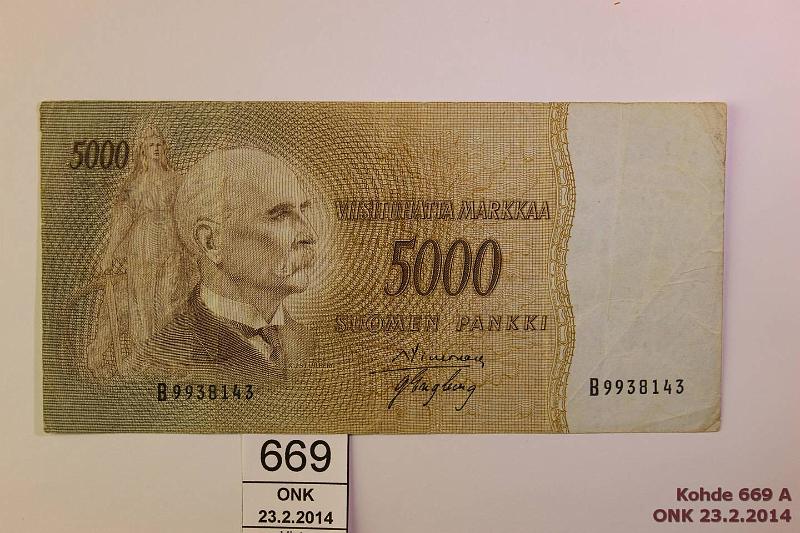 5000
VIISITUHATTA MARKKAA
5000
SUOMEN PANKKI
B9938143
B9938143
669
ONK
23.2.2014
Kohde 669 A
ONK 23.2.2014